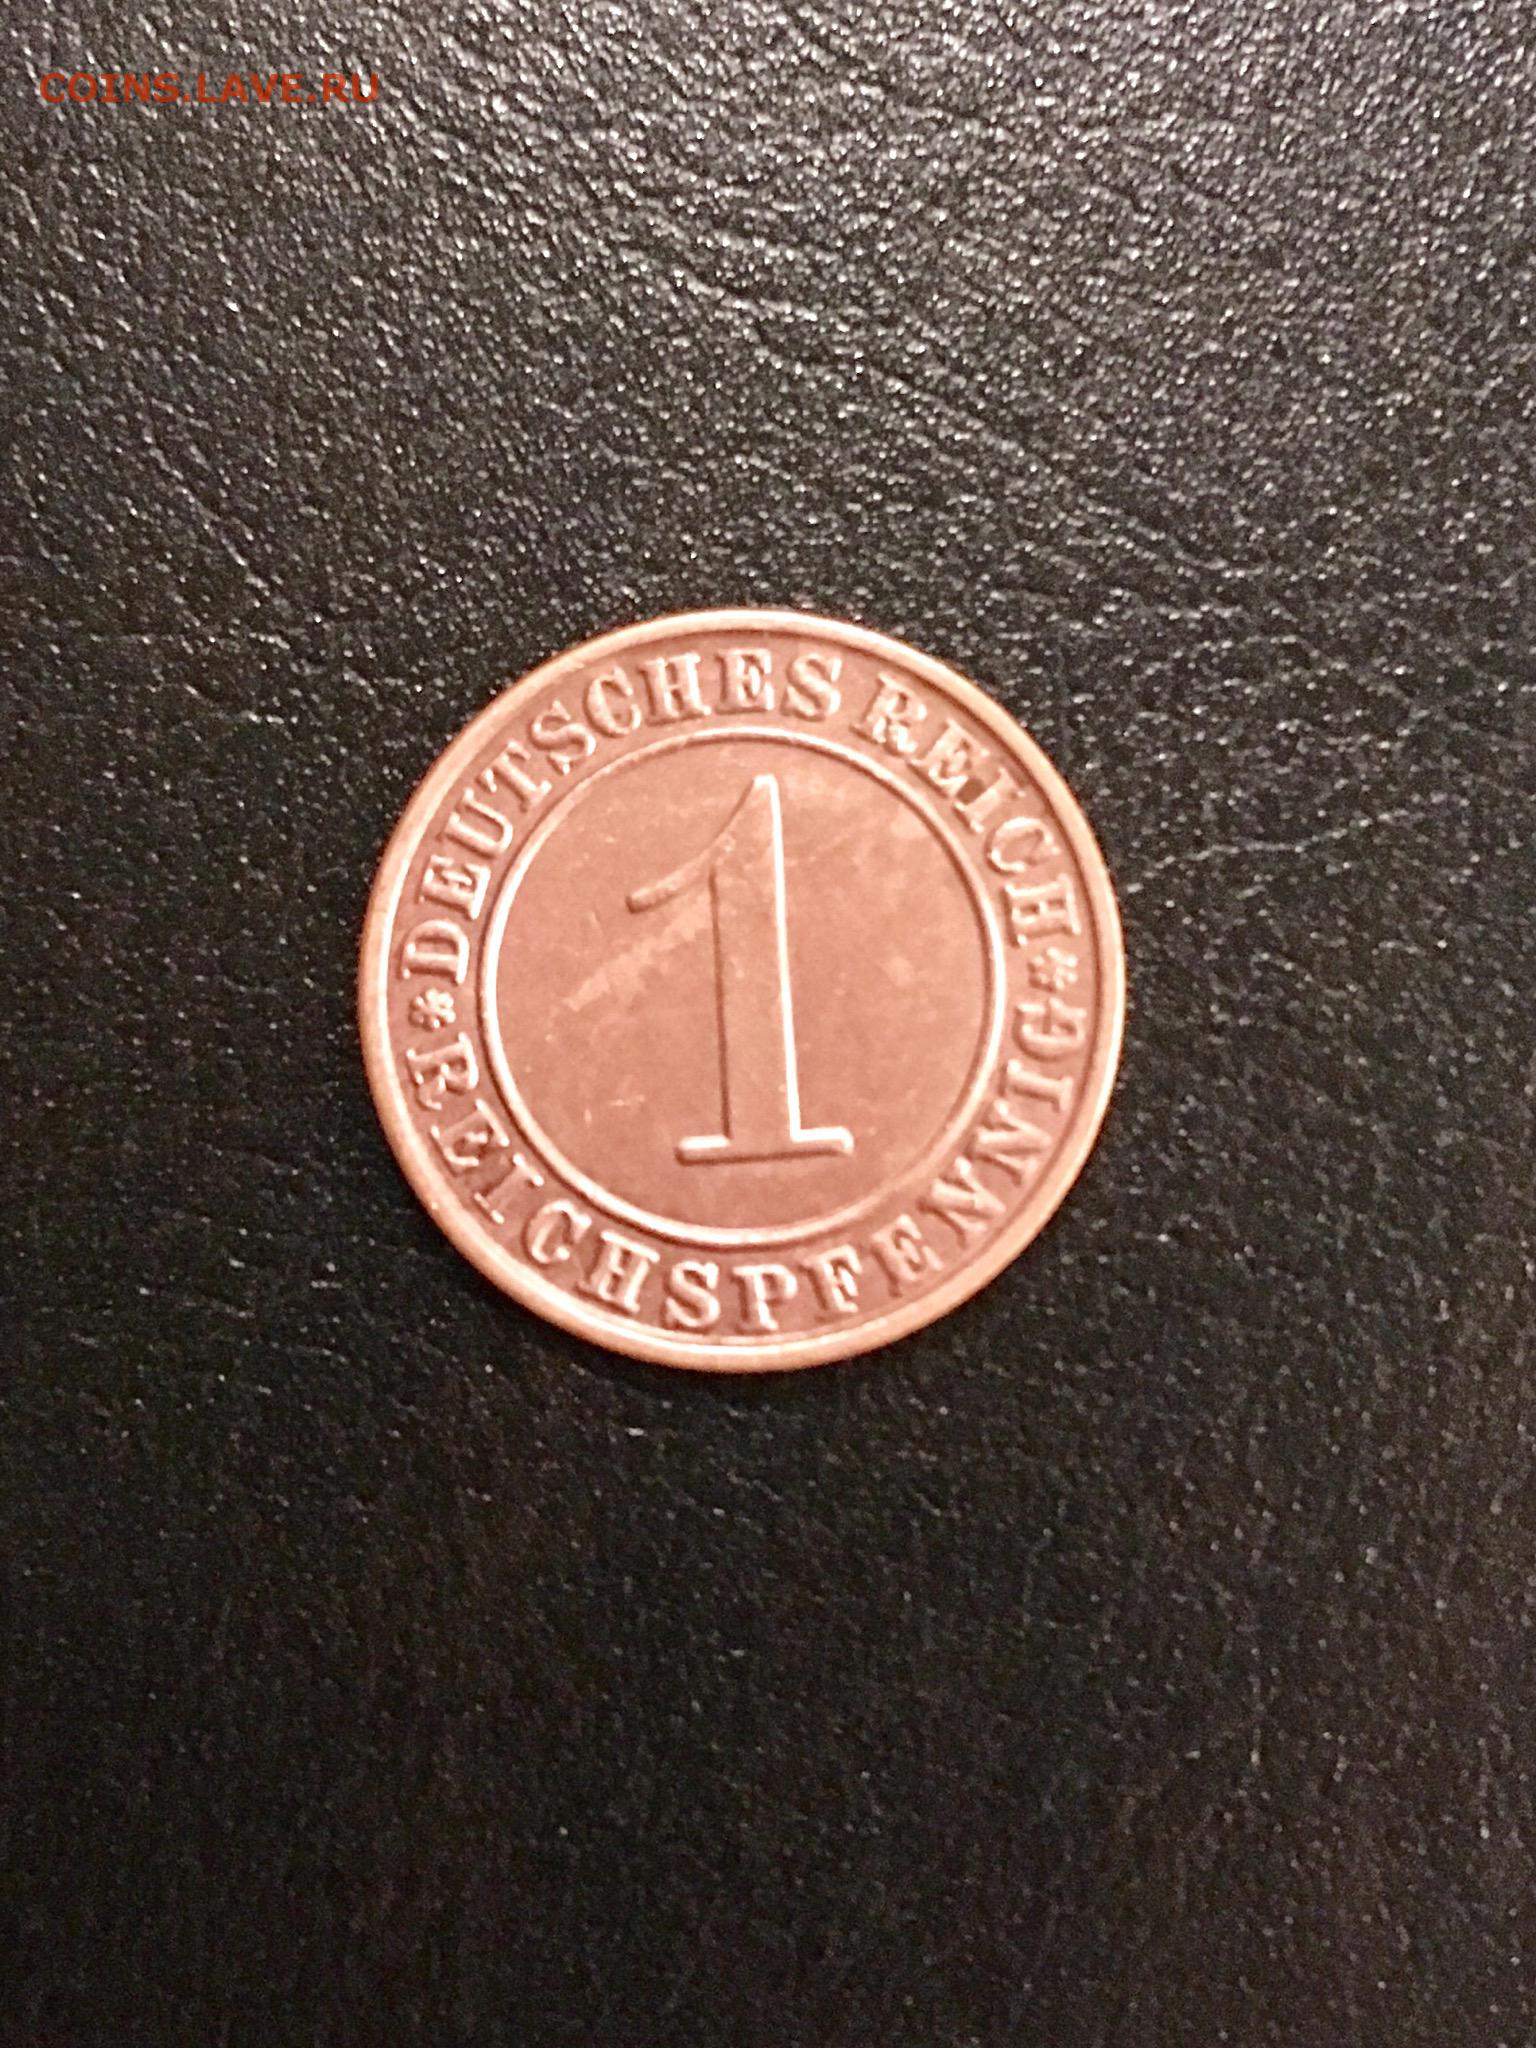 COINS.LAVE.RU
DEUTSCHES REICH
1
REICHSPFENNIG